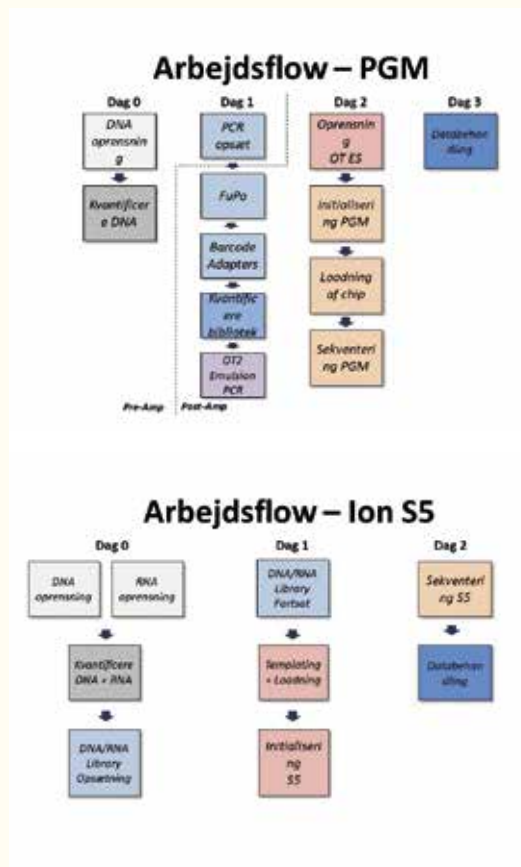 Arbejdsflow – PGM
Dag 0
Dag 1
Dag 2
Dag 3
DNA
oprensnin
g
Kvantificer
e DNA
PCR
opsæt
FuPa
Barcode
Adapters
Kvantific
ere
bibliotek
OT2
Emulsion
PCR
Oprensnin
g
OT ES
Initialiseri
ng PGM
Loadning
af chip
Sekventeri
ng PGM
Databehan
dling
Pre-Amp
Post-Amp
Arbejdsflow – Ion S5
Dag 0
Dag 1
Dag 2
DNA
oprensning
RNA
oprensning
Kvantificere
DNA + RNA
DNA/RNA
Library
Opsætning
DNA/RNA
Library
Fortsat
Templating
+ Loadning
Initialiseri
ng
S5
Sekventeri
ng S5
Databehan
dling